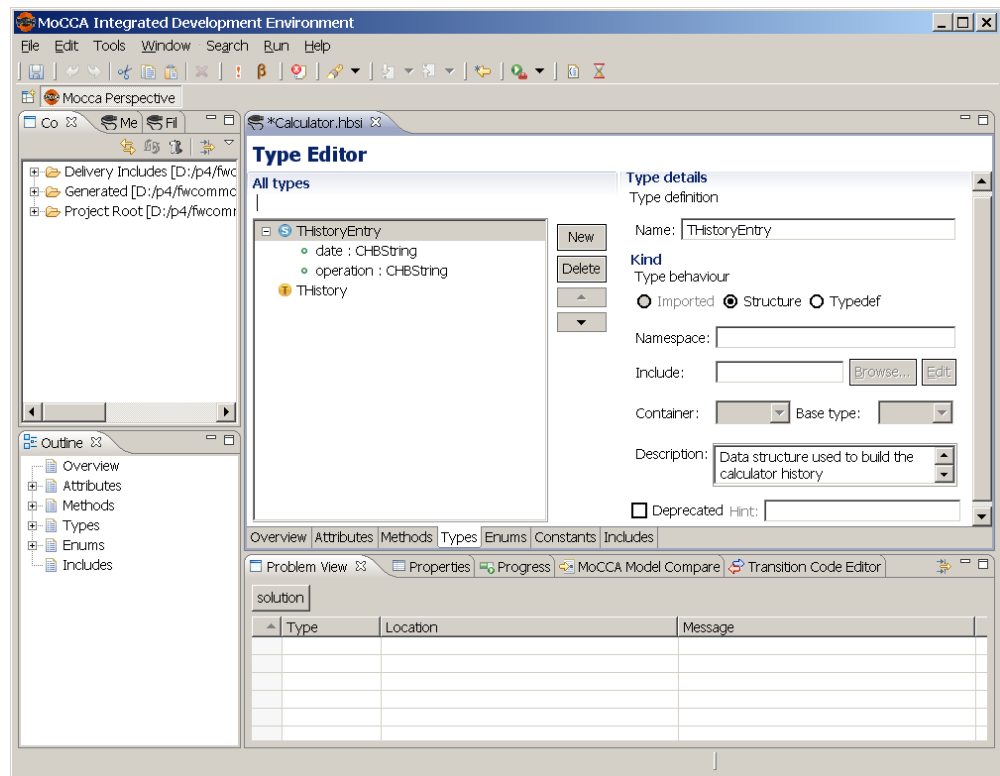 MoCCA Integrated Development Environment
File Edit Tools Window Search Run Help
Mocca Perspective
Co Me Fil
*Calculator.hbsi
Delivery Includes [D:/p4/fwc
Generated [D:/p4/fwcommo
Project Root [D:/p4/fwcomm
Type Editor
All types
THistoryEntry
date : CHBString
operation : CHBString
THistory
New
Delete
Type details
Type definition
Name: THistoryEntry
Kind
Type behaviour
Imported Structure Typedef
Namespace:
Include: Browse... Edit
Container: Base type:
Description: Data structure used to build the
calculator history
Deprecated Hint:
Overview Attributes Methods Types Enums Constants Includes
Outline
Overview
Attributes
Methods
Types
Enums
Includes
Problem View Properties Progress MoCCA Model Compare Transition Code Editor
solution
Type Location Message